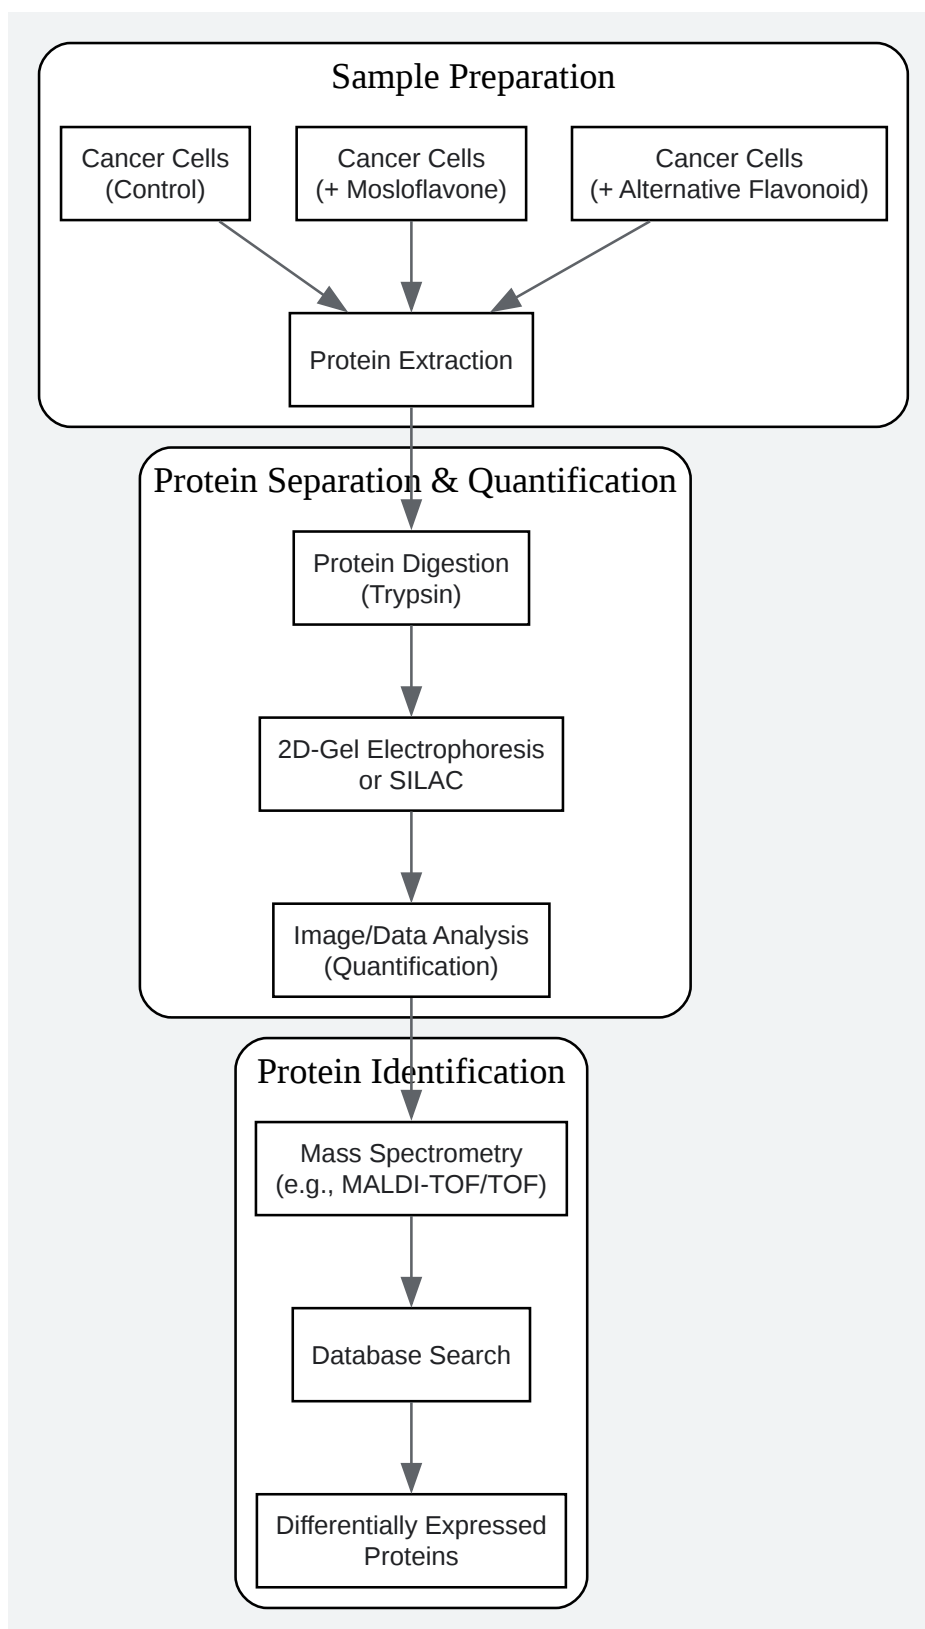 Sample Preparation
Cancer Cells
(Control)
Cancer Cells
(+ Mosloflavone)
Cancer Cells
(+ Alternative Flavonoid)
Protein Extraction
Protein Separation & Quantification
Protein Digestion
(Trypsin)
2D-Gel Electrophoresis
or SILAC
Image/Data Analysis
(Quantification)
Protein Identification
Mass Spectrometry
(e.g., MALDI-TOF/TOF)
Database Search
Differentially Expressed
Proteins